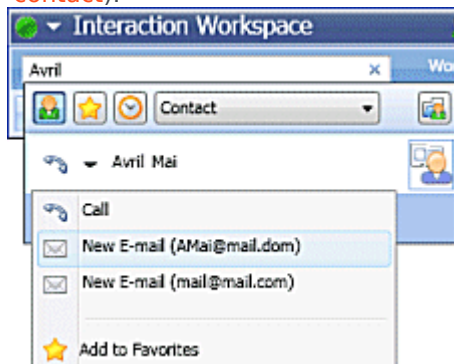 contact).
Interaction Workspace
Avril
Wo
Contact
Avril Mai
Call
New E-mail (AMai@mail.dom)
New E-mail (mail@mail.com)
Add to Favorites